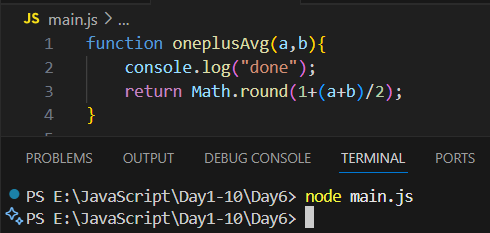 JS main.js > ...
1 function oneplusAvg(a,b){
2 console.log("done");
3 return Math.round(1+(a+b)/2);
4 }
PROBLEMS OUTPUT DEBUG CONSOLE TERMINAL PORTS
PS E:\JavaScript\Day1-10\Day6> node main.js
PS E:\JavaScript\Day1-10\Day6>